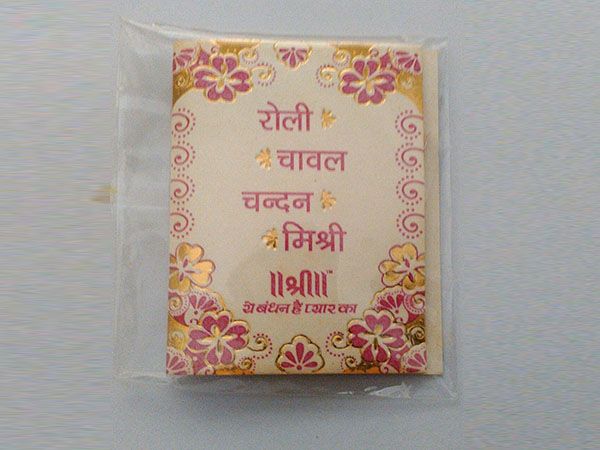 रोली
चावल
चन्दन
मिश्री
॥श्री॥
ये बंधन है प्यार का